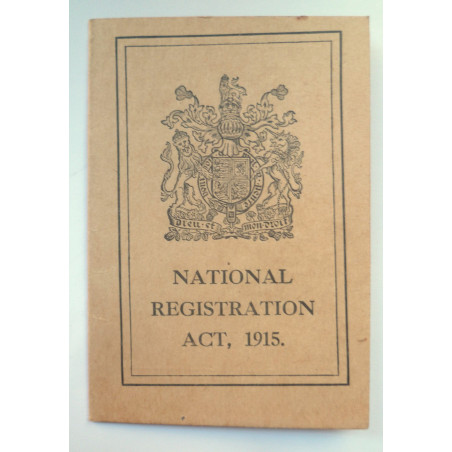 Dieu et mon droit
NATIONAL
REGISTRATION
ACT, 1915.